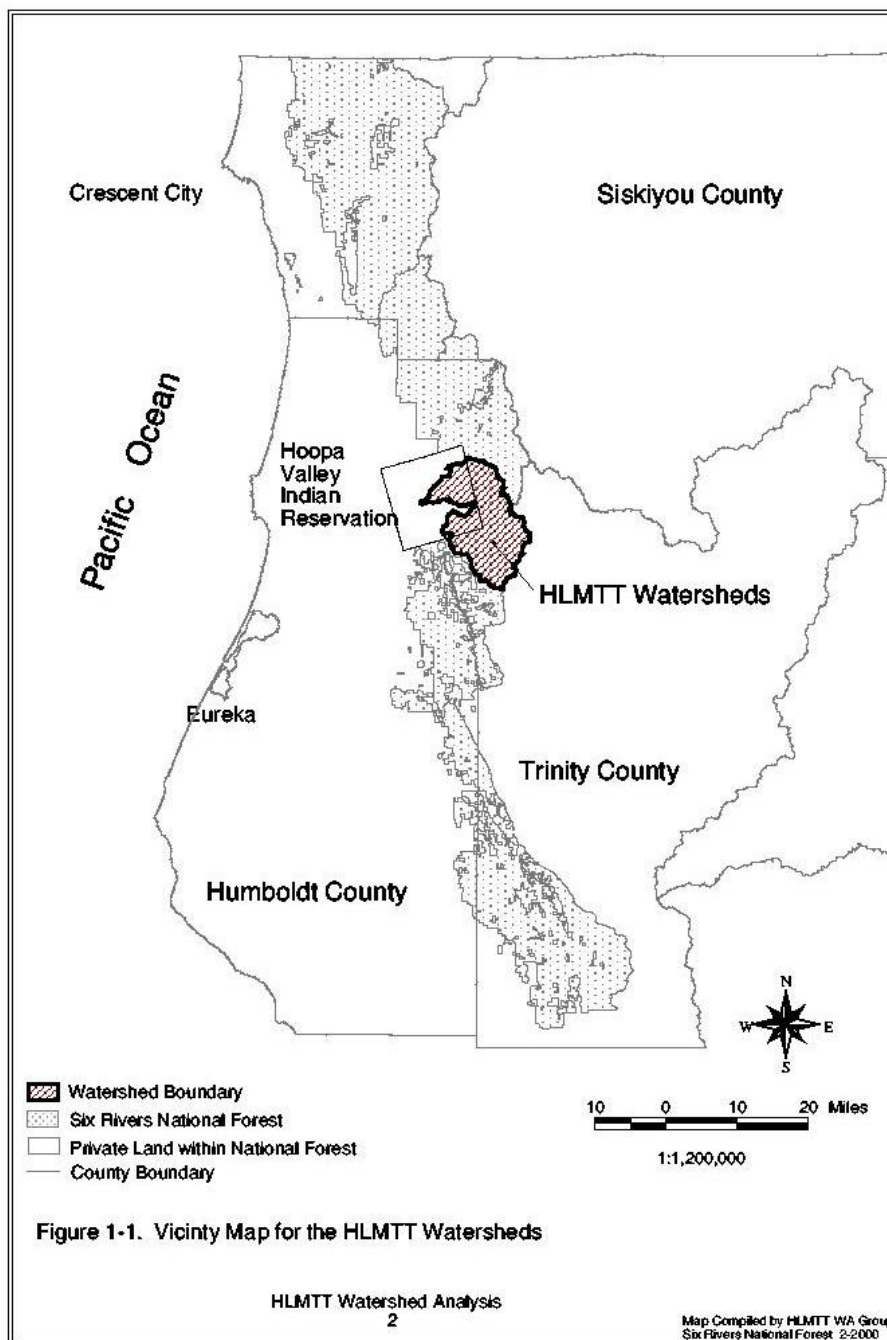 Crescent City
Siskiyou County
Pacific Ocean
Hoopa
Valley
Indian
Reservation
HLMTT Watersheds
Eureka
Trinity County
Humboldt County
N
W E
S
Watershed Boundary
Six Rivers National Forest
Private Land within National Forest
County Boundary
10 0 10 20 Miles
1:1,200,000
Figure 1-1. Vicinty Map for the HLMTT Watersheds
HLMTT Watershed Analysis
2
Map Compiled by HLMTT WA Group
Six Rivers National Forest 2-2000